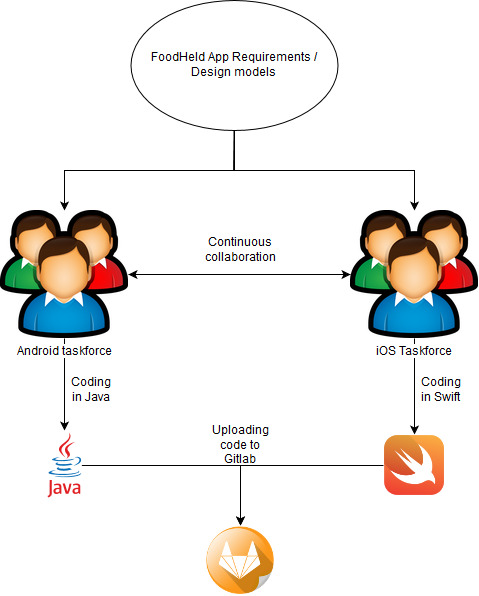 FoodHeld App Requirements /
Design models
Continuous
collaboration
Android taskforce
iOS Taskforce
Coding
in Java
Coding
in Swift
Uploading
code to
Gitlab
Java